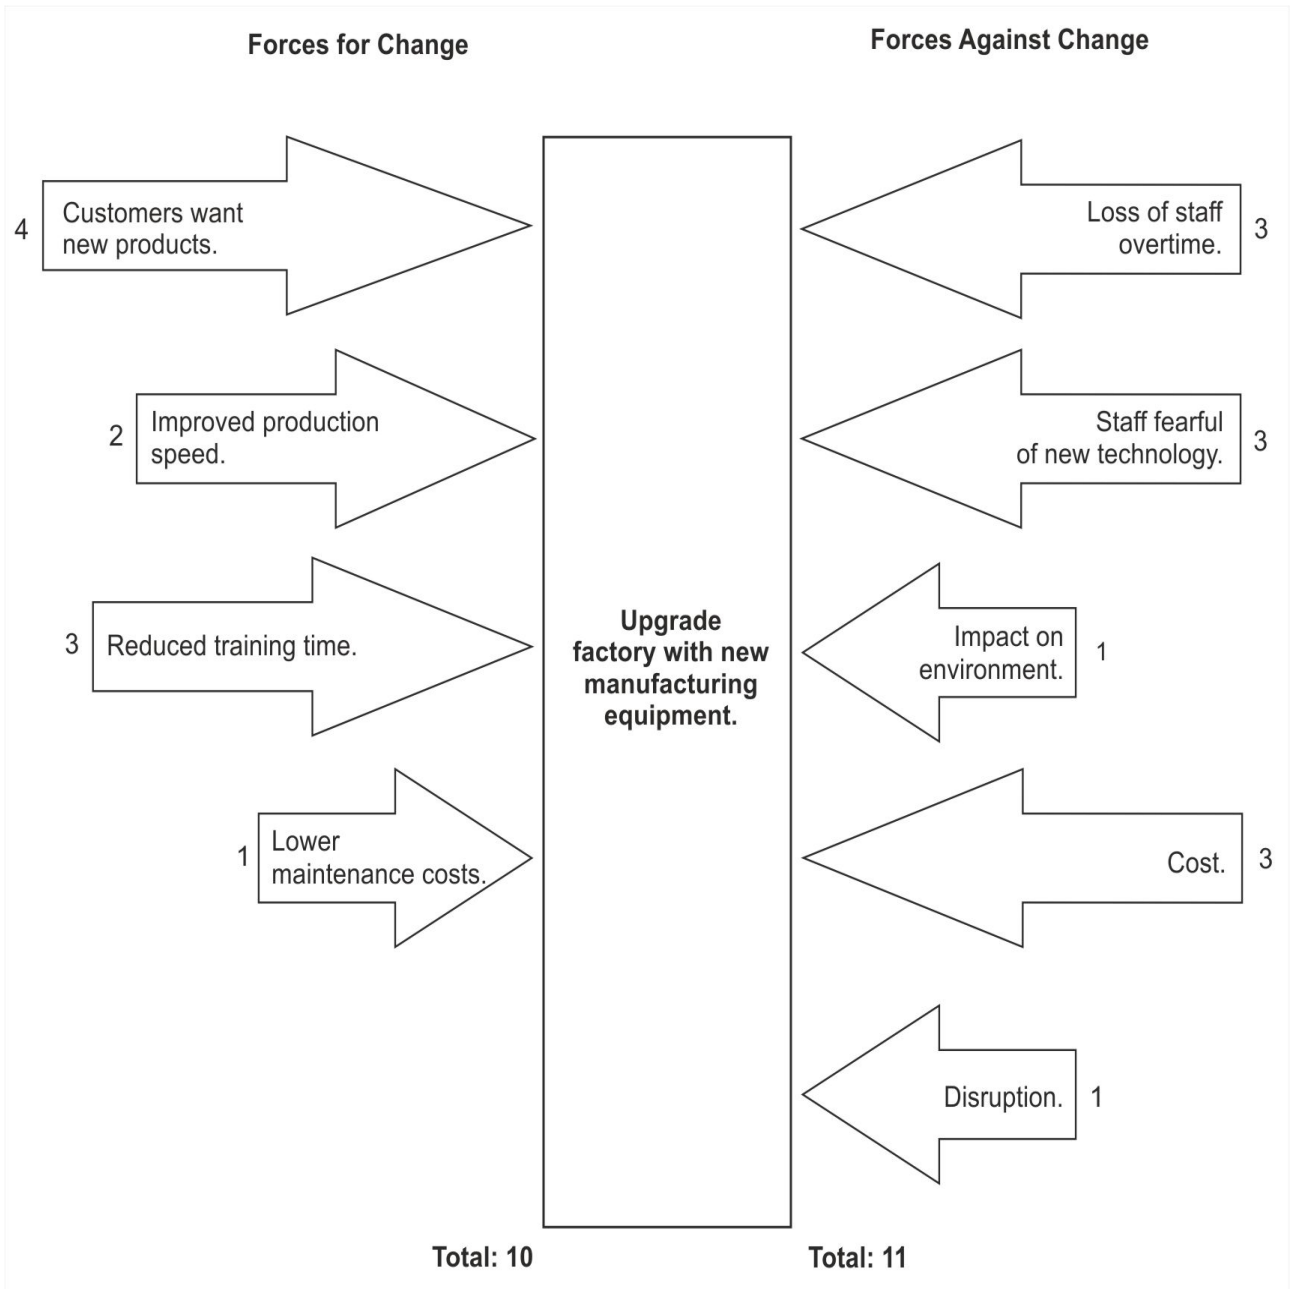 Forces for Change
Forces Against Change
4
Customers want
new products.
Loss of staff
overtime.
3
2
Improved production
speed.
Staff fearful
of new technology.
3
3
Reduced training time.
Upgrade
factory with new
manufacturing
equipment.
Impact on
environment.
1
1
Lower
maintenance costs.
Cost.
3
Disruption.
1
Total: 10
Total: 11